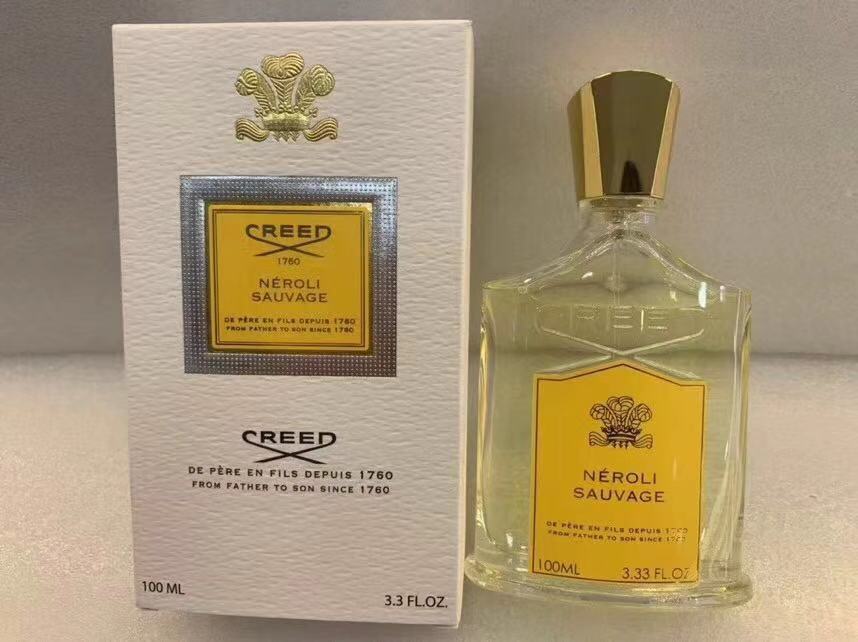 CREED
1760
NÉROLI
SAUVAGE
DE PÈRE EN FILS DEPUIS 1760
FROM FATHER TO SON SINCE 1760
CREED
DE PÈRE EN FILS DEPUIS 1760
FROM FATHER TO SON SINCE 1760
100 ML
3.3 FL.OZ.
CREED
NÉROLI
SAUVAGE
DE PÈRE EN FILS DEPUIS 1760
FROM FATHER TO SON SINCE 1760
100ML
3.33 FL.OZ